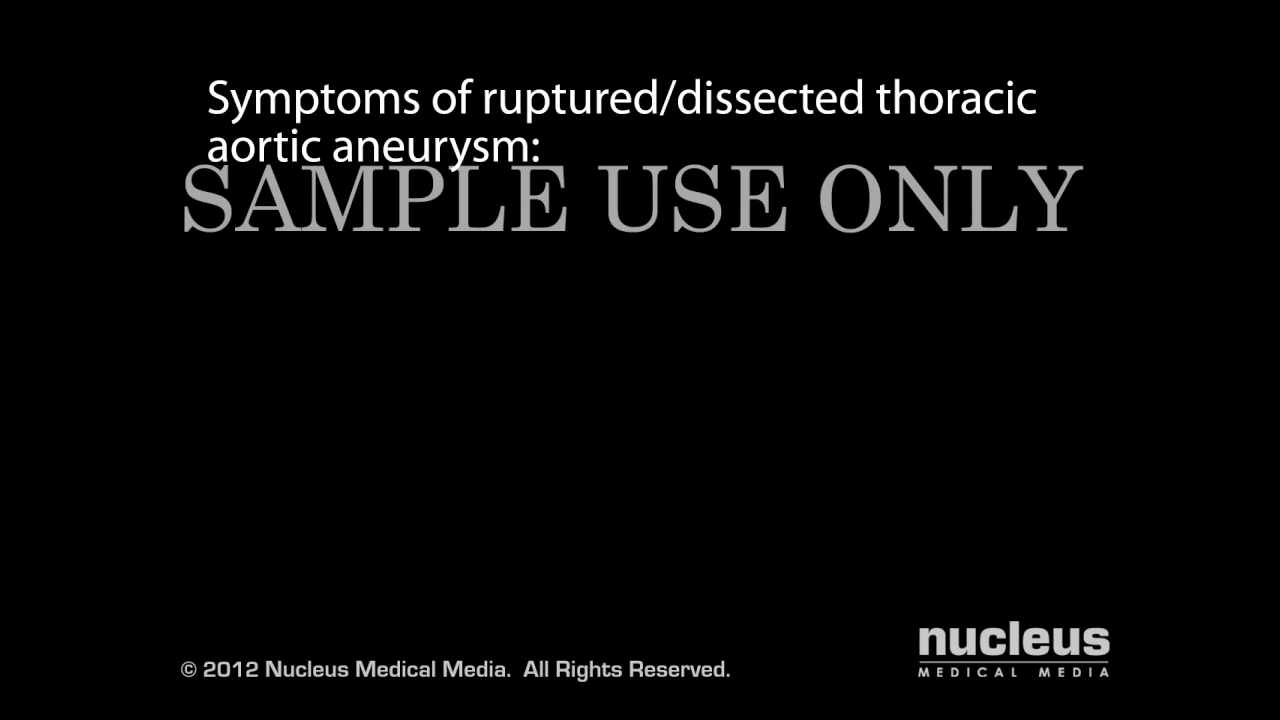 Symptoms of ruptured/dissected thoracic
aortic aneurysm:
SAMPLE USE ONLY
nucleus
MEDICAL MEDIA
© 2012 Nucleus Medical Media. All Rights Reserved.